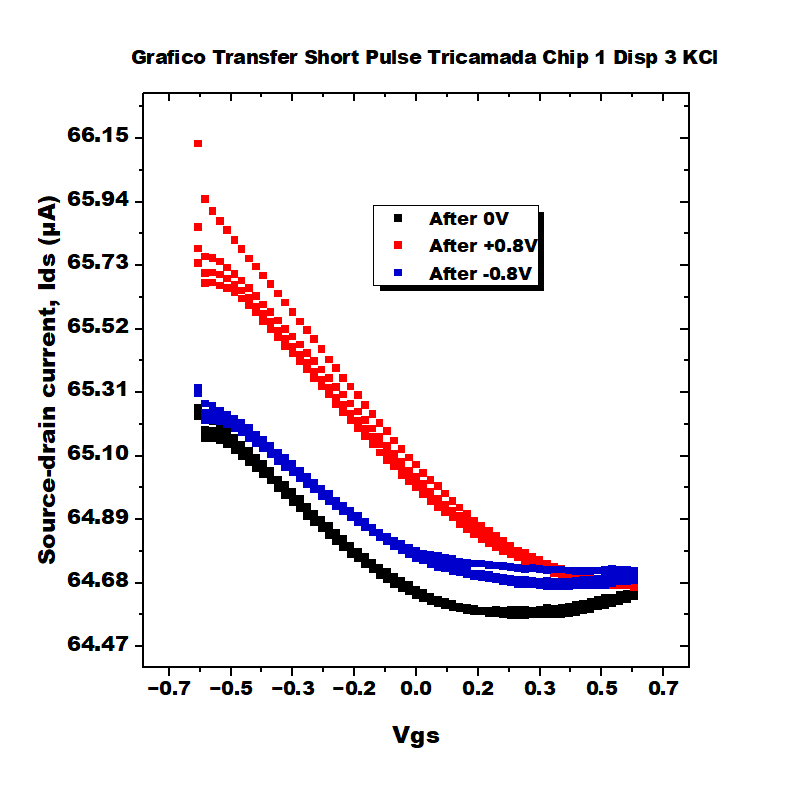 Grafico Transfer Short Pulse Tricamada Chip 1 Disp 3 KCl
66.15
65.94
65.73
65.52
65.31
65.10
64.89
64.68
64.47
Source-drain current, Ids (µA)
After 0V
After +0.8V
After -0.8V
−0.7 −0.5 −0.3 −0.2 0.0 0.2 0.3 0.5 0.7
Vgs